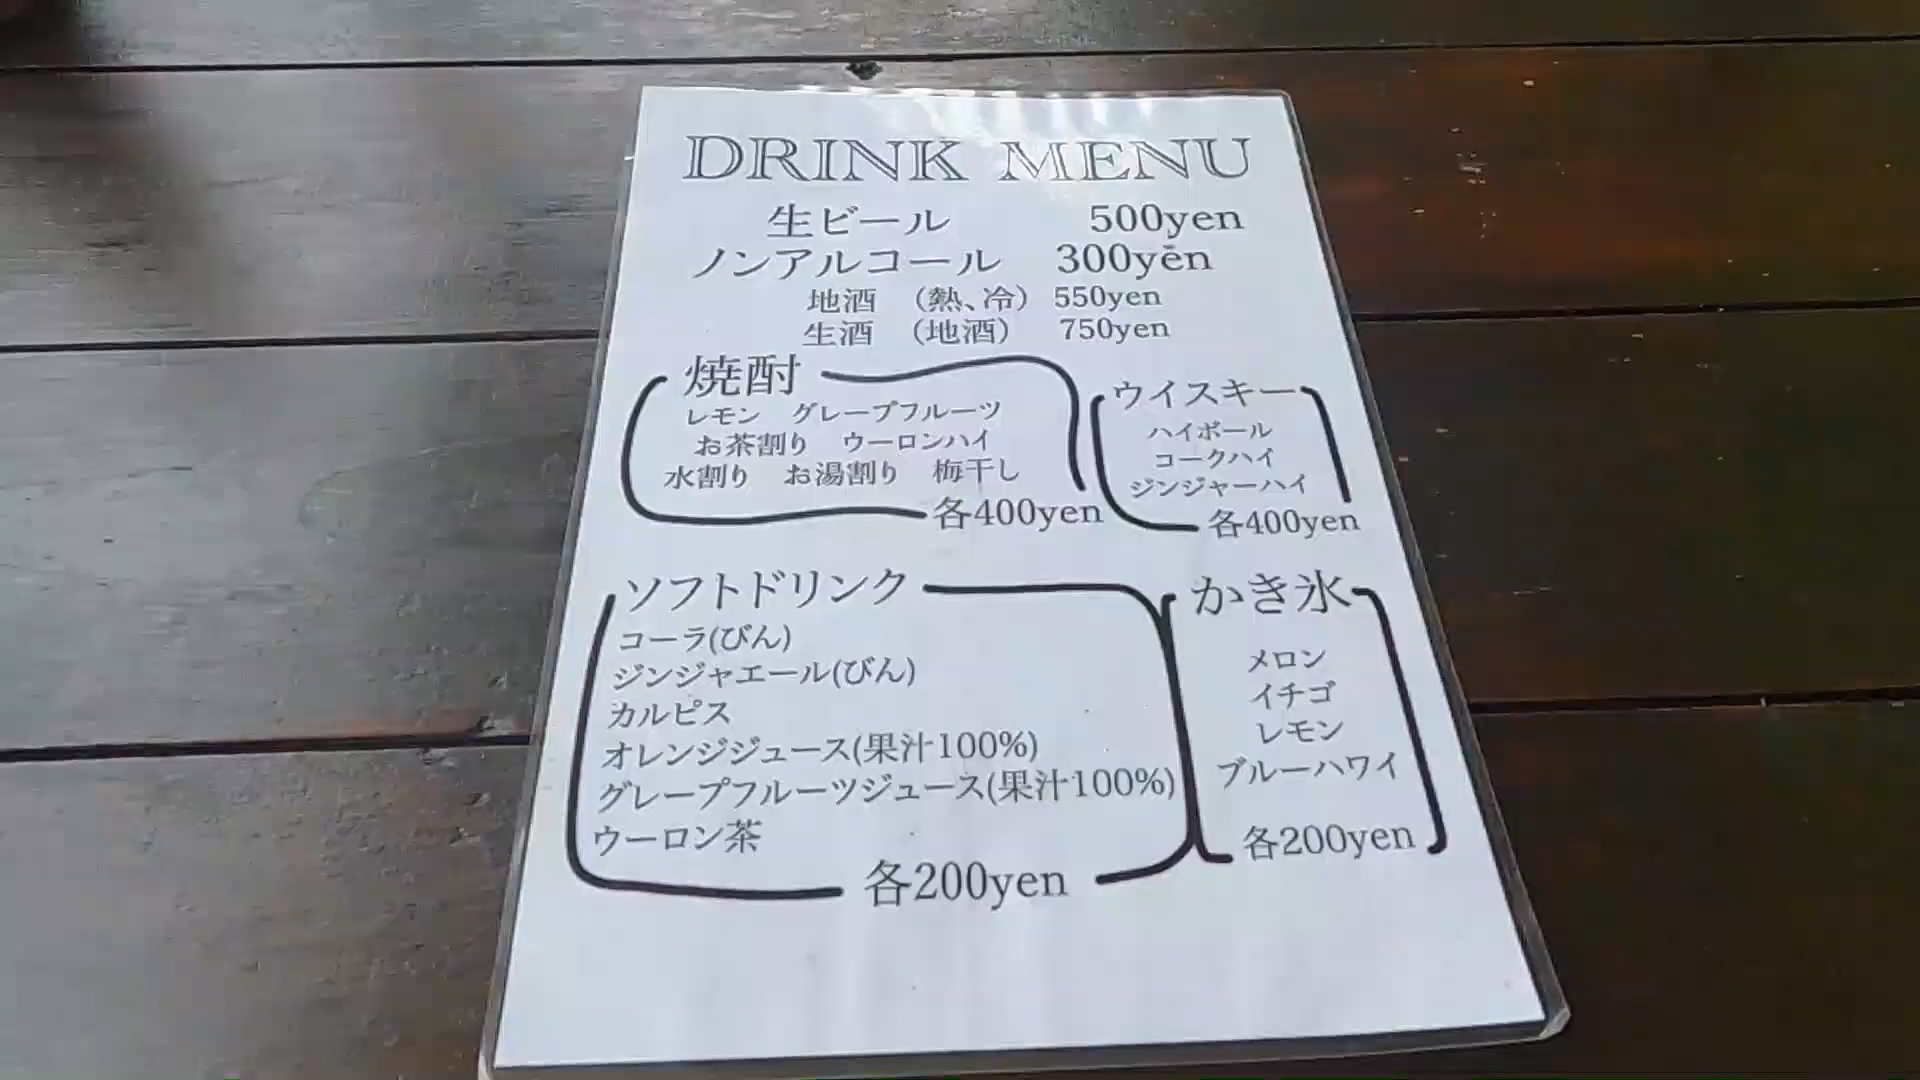 DRINK MENU
生ビール 500yen
ノンアルコール 300yen
地酒 (熱、冷) 550yen
生酒 (地酒) 750yen
焼酎
レモン グレープフルーツ
お茶割り ウーロンハイ
水割り お湯割り 梅干し
各400yen
ウイスキー
ハイボール
コークハイ
ジンジャーハイ
各400yen
ソフトドリンク
コーラ(びん)
ジンジャエール(びん)
カルピス
オレンジジュース(果汁100%)
グレープフルーツジュース(果汁100%)
ウーロン茶
各200yen
かき氷
メロン
イチゴ
レモン
ブルーハワイ
各200yen